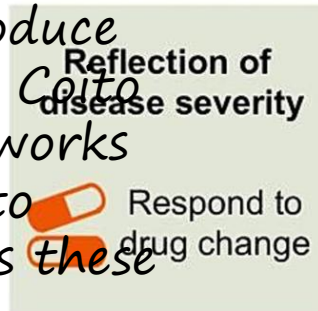 oduce
Reflection of
Coito
disease severity
works
to
Respond to
s these
drug change